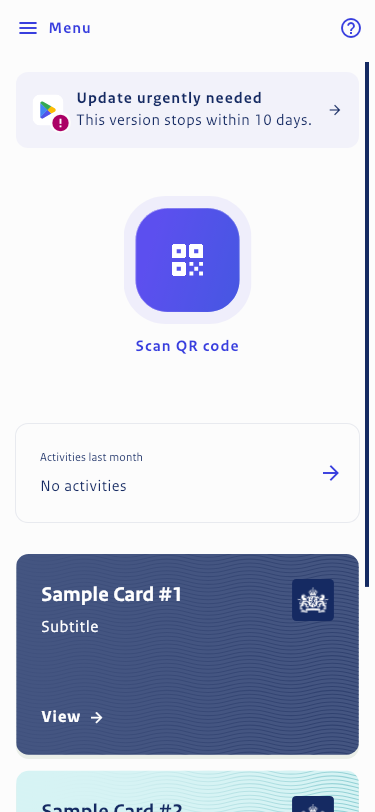 Menu
Update urgently needed
This version stops within 10 days.
Scan QR code
Activities last month
No activities
Sample Card #1
Subtitle
View
Sample Card #2